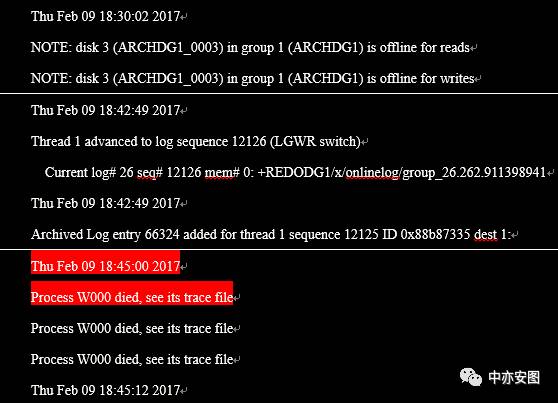 Thu Feb 09 18:30:02 2017
NOTE: disk 3 (ARCHDG1_0003) in group 1 (ARCHDG1) is offline for reads
NOTE: disk 3 (ARCHDG1_0003) in group 1 (ARCHDG1) is offline for writes
Thu Feb 09 18:42:49 2017
Thread 1 advanced to log sequence 12126 (LGWR switch)
Current log# 26 seq# 12126 mem# 0: +REDODG1/x/onlinelog/group_26.262.911398941
Thu Feb 09 18:42:49 2017
Archived Log entry 66324 added for thread 1 sequence 12125 ID 0x88b87335 dest 1:
Thu Feb 09 18:45:00 2017
Process W000 died, see its trace file
Process W000 died, see its trace file
Process W000 died, see its trace file
Thu Feb 09 18:45:12 2017
中亦安图